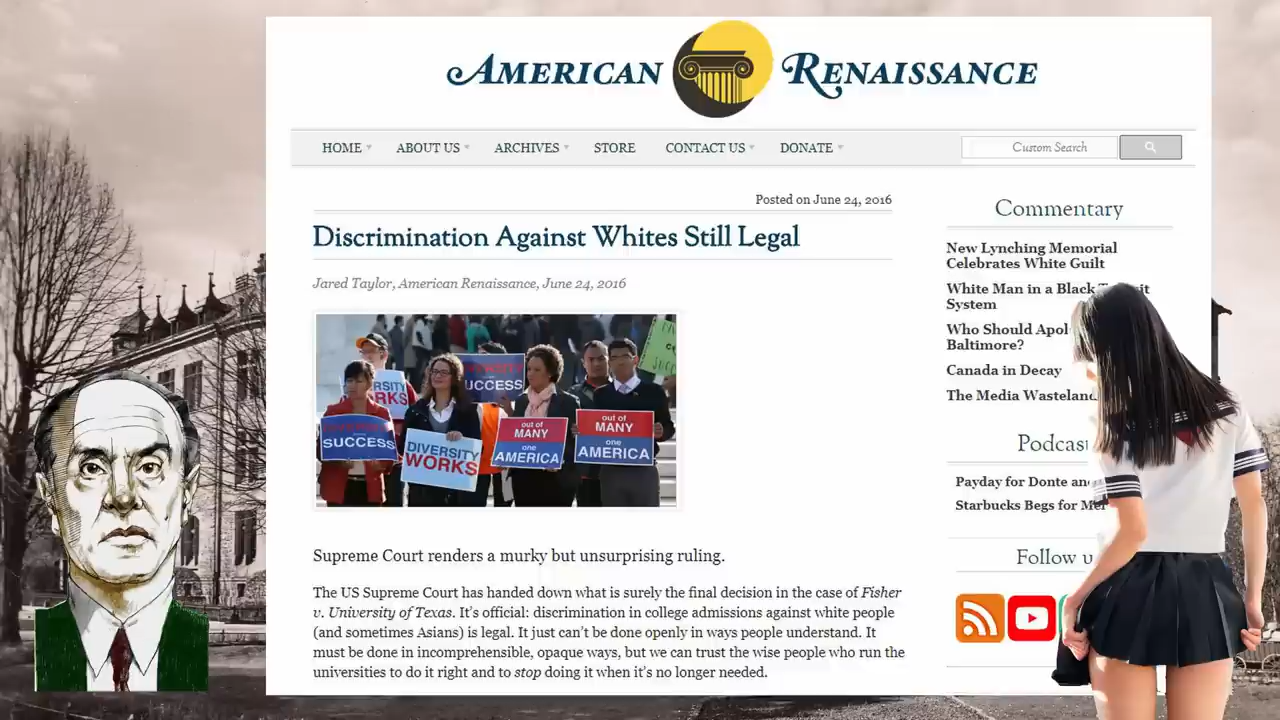 AMERICAN RENAISSANCE
HOME ABOUT US ARCHIVES STORE CONTACT US DONATE Custom Search
Posted on June 24, 2016
Discrimination Against Whites Still Legal
Jared Taylor, American Renaissance, June 24, 2016
SUCCESS
SUCCESS
DIVERSITY
WORKS
out of
MANY
one
AMERICA
out of
MANY
one
AMERICA
Supreme Court renders a murky but unsurprising ruling.
The US Supreme Court has handed down what is surely the final decision in the case of Fisher
v. University of Texas. It’s official: discrimination in college admissions against white people
(and sometimes Asians) is legal. It just can’t be done openly in ways people understand. It
must be done in incomprehensible, opaque ways, but we can trust the wise people who run the
universities to do it right and to stop doing it when it’s no longer needed.
Commentary
New Lynching Memorial
Celebrates White Guilt
White Man in a Black
System
Who Should
Baltimore?
Canada in Decay
The Media
Payday for Donte
Starbucks Begs for
Follow